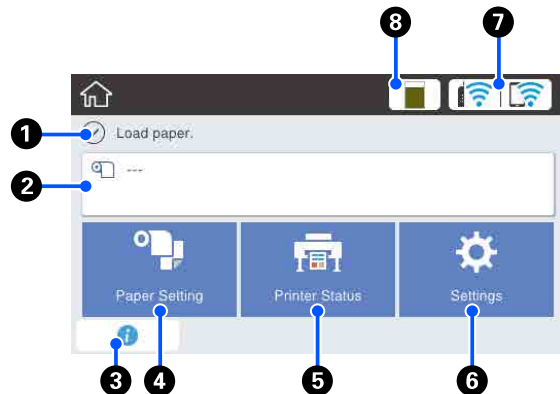 8
7
1
Load paper.
2
---
Paper Setting
Printer Status
Settings
i
3
4
5
6